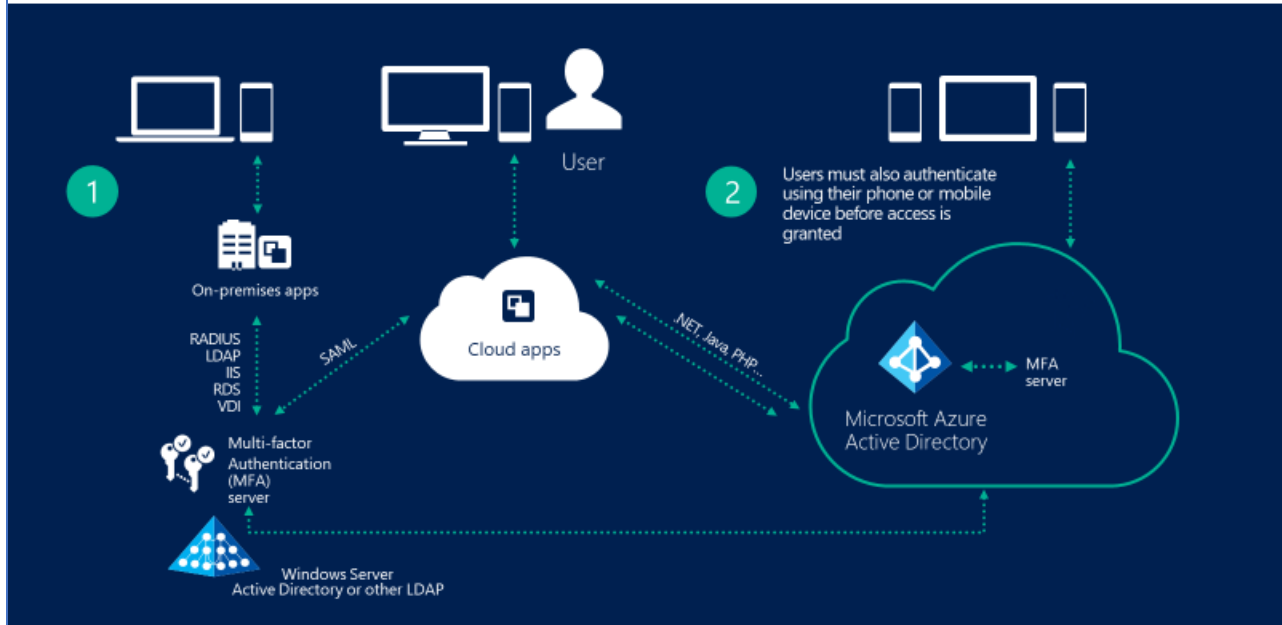 User
1
2
Users must also authenticate
using their phone or mobile
device before access is
granted
On-premises apps
RADIUS
LDAP
IIS
RDS
VDI
SAML
Cloud apps
.NET, Java, PHP...
MFA
server
Microsoft Azure
Active Directory
Multi-factor
Authentication
(MFA)
server
Windows Server
Active Directory or other LDAP